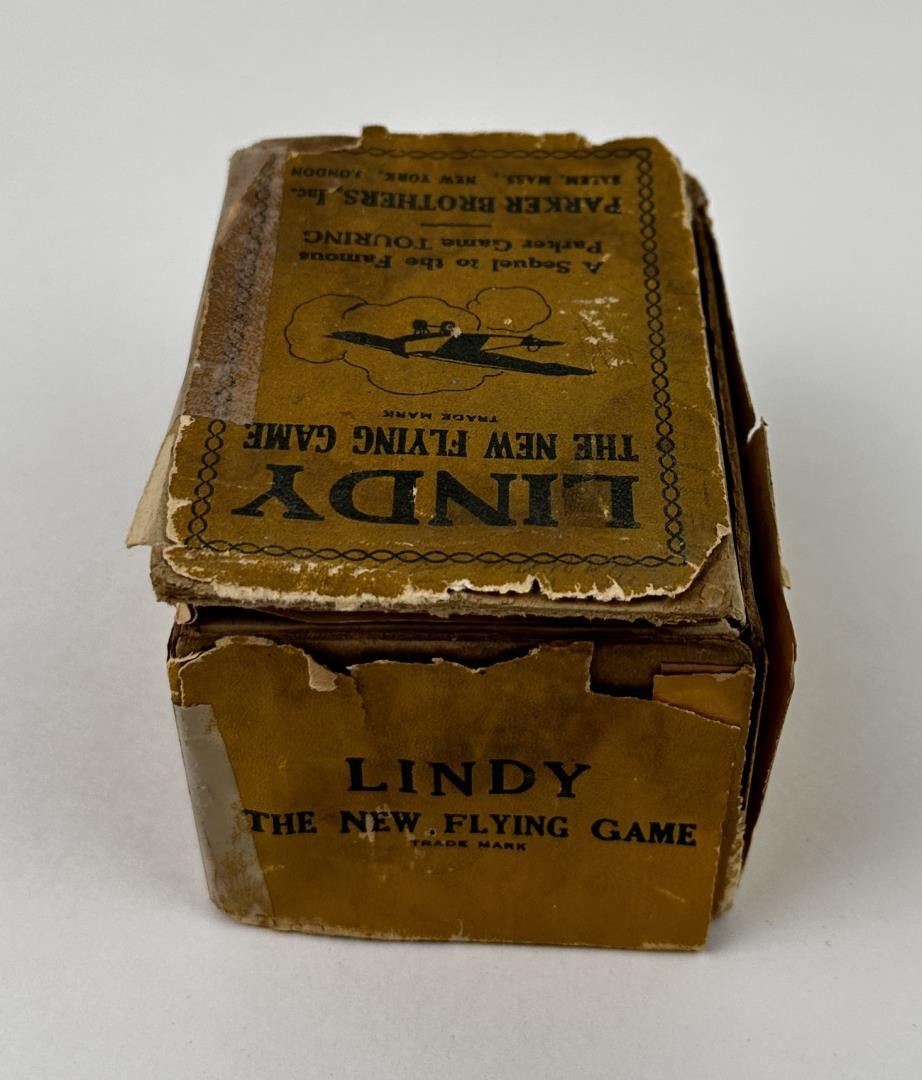 LINDY
THE NEW FLYING GAME
TRADE MARK
A Sequel to the Famous
Parker Game TOURING
PARKER BROTHERS, Inc.
SALEM, MASS., NEW YORK, LONDON
LINDY
THE NEW FLYING GAME
TRADE MARK